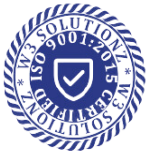 * W3 SOLUTIONZ * W3 SOLUTIONZ
ISO 9001:2015
CERTIFIED